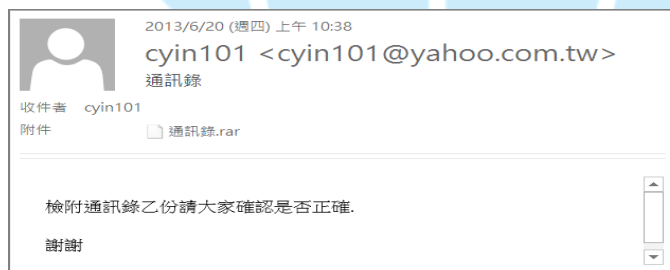 2013/6/20 (週四) 上午 10:38
cyin101 <cyin101@yahoo.com.tw>
通訊錄
收件者 cyin101
附件 通訊錄.rar
檢附通訊錄乙份請大家確認是否正確.
謝謝